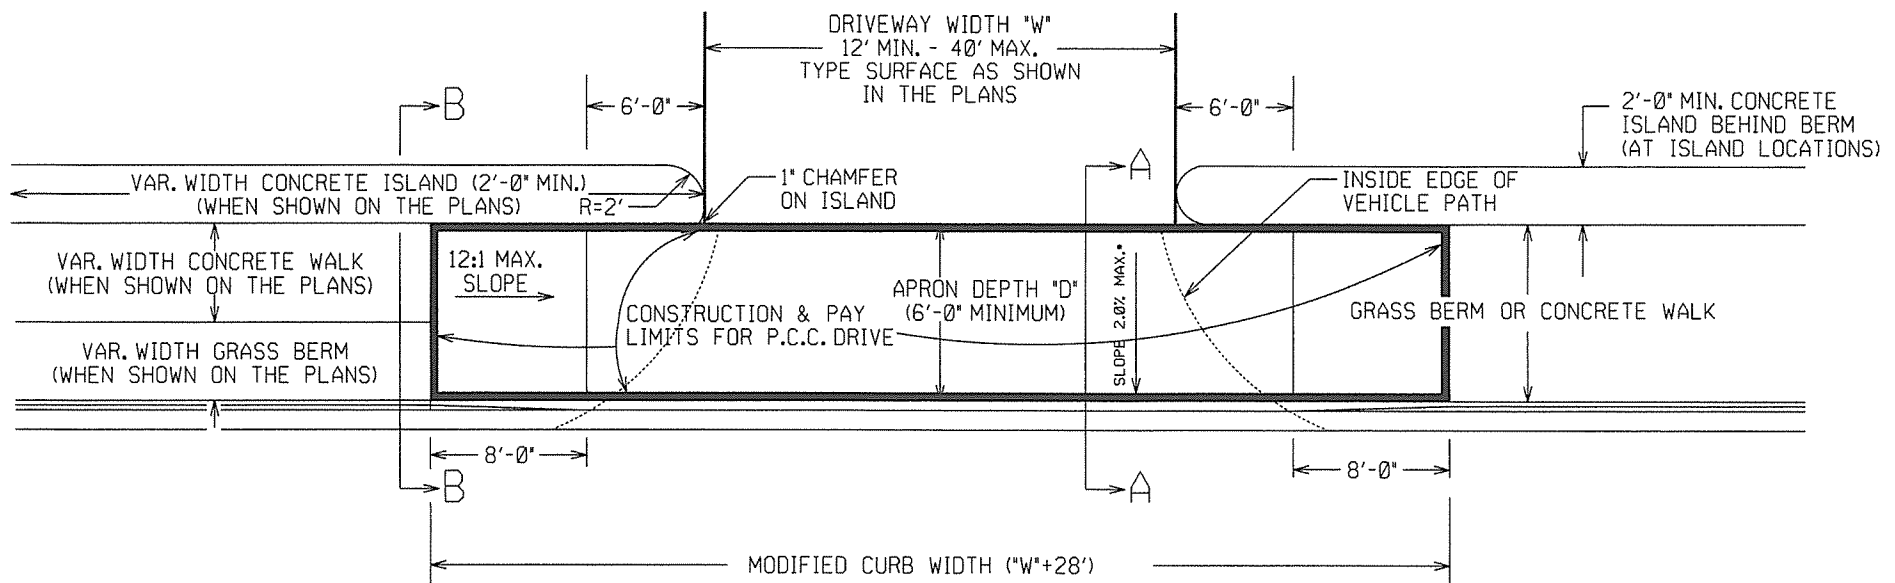 DRIVEWAY WIDTH "W"
12' MIN. - 40' MAX.
TYPE SURFACE AS SHOWN
IN THE PLANS
B
6'-0"
6'-0"
2'-0" MIN. CONCRETE
ISLAND BEHIND BERM
(AT ISLAND LOCATIONS)
A
VAR. WIDTH CONCRETE ISLAND (2'-0" MIN.)
(WHEN SHOWN ON THE PLANS)
R=2'
1" CHAMFER
ON ISLAND
INSIDE EDGE OF
VEHICLE PATH
VAR. WIDTH CONCRETE WALK
(WHEN SHOWN ON THE PLANS)
12:1 MAX.
SLOPE
CONSTRUCTION & PAY
LIMITS FOR P.C.C. DRIVE
APRON DEPTH "D"
(6'-0" MINIMUM)
SLOPE 2.0% MAX.*
GRASS BERM OR CONCRETE WALK
VAR. WIDTH GRASS BERM
(WHEN SHOWN ON THE PLANS)
8'-0"
8'-0"
B
A
MODIFIED CURB WIDTH ("W"+28')